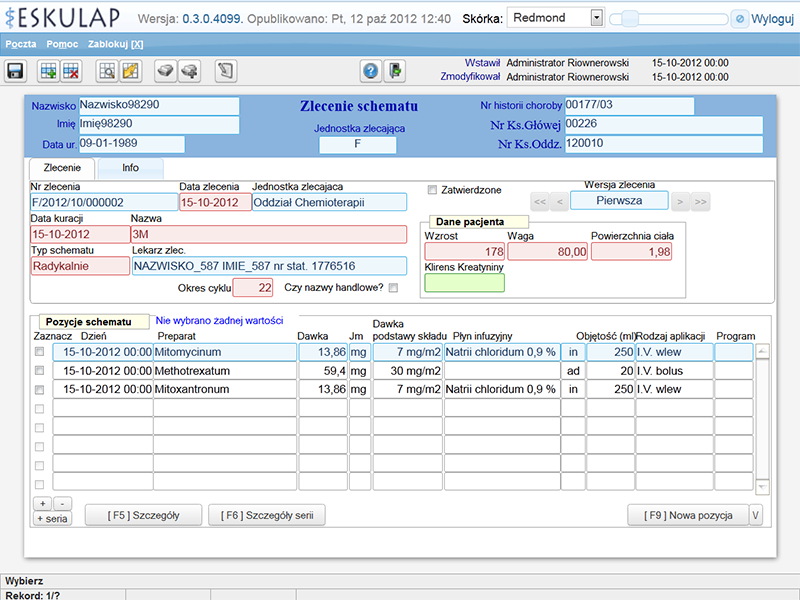 ESKULAP Wersja: 0.3.0.4099. Opublikowano: Pt, 12 paź 2012 12:40 Skórka: Redmond Wyloguj
Poczta Pomoc Zablokuj [X]
Wstawił Administrator Riownerowski 15-10-2012 00:00
Zmodyfikował Administrator Riownerowski 15-10-2012 00:00
Nazwisko Nazwisko98290 Zlecenie schematu Nr historii choroby 00177/03
Imię Imię98290 Jednostka zlecająca Nr Ks.Główej 00226
Data ur. 09-01-1989 F Nr Ks.Oddz. 120010
Zlecenie Info
Nr zlecenia Data zlecenia Jednostka zlecajaca Zatwierdzone Wersja zlecenia
F/2012/10/000002 15-10-2012 Oddział Chemioterapii << < Pierwsza > >>
Data kuracji Nazwa Dane pacjenta
15-10-2012 3M Wzrost Waga Powierzchnia ciała
178 80,00 1,98
Typ schematu Lekarz zlec. Klirens Kreatyniny
Radykalnie NAZWISKO_587 IMIE_587 nr stat. 1776516
Okres cyklu 22 Czy nazwy handlowe?
Pozycje schematu Nie wybrano żadnej wartości
Zaznacz Dzień Preparat Dawka Jm Dawka podstawy składu Płyn infuzyjny Objętość (ml) Rodzaj aplikacji Program
15-10-2012 00:00 Mitomycinum 13,86 mg 7 mg/m2 Natrii chloridum 0,9 % in 250 I.V. wlew
15-10-2012 00:00 Methotrexatum 59,4 mg 30 mg/m2 ad 20 I.V. bolus
15-10-2012 00:00 Mitoxantronum 13,86 mg 7 mg/m2 Natrii chloridum 0,9 % in 250 I.V. wlew
+ -
+ seria [ F5 ] Szczegóły [ F6 ] Szczegóły serii [ F9 ] Nowa pozycja V
Wybierz
Rekord: 1/?